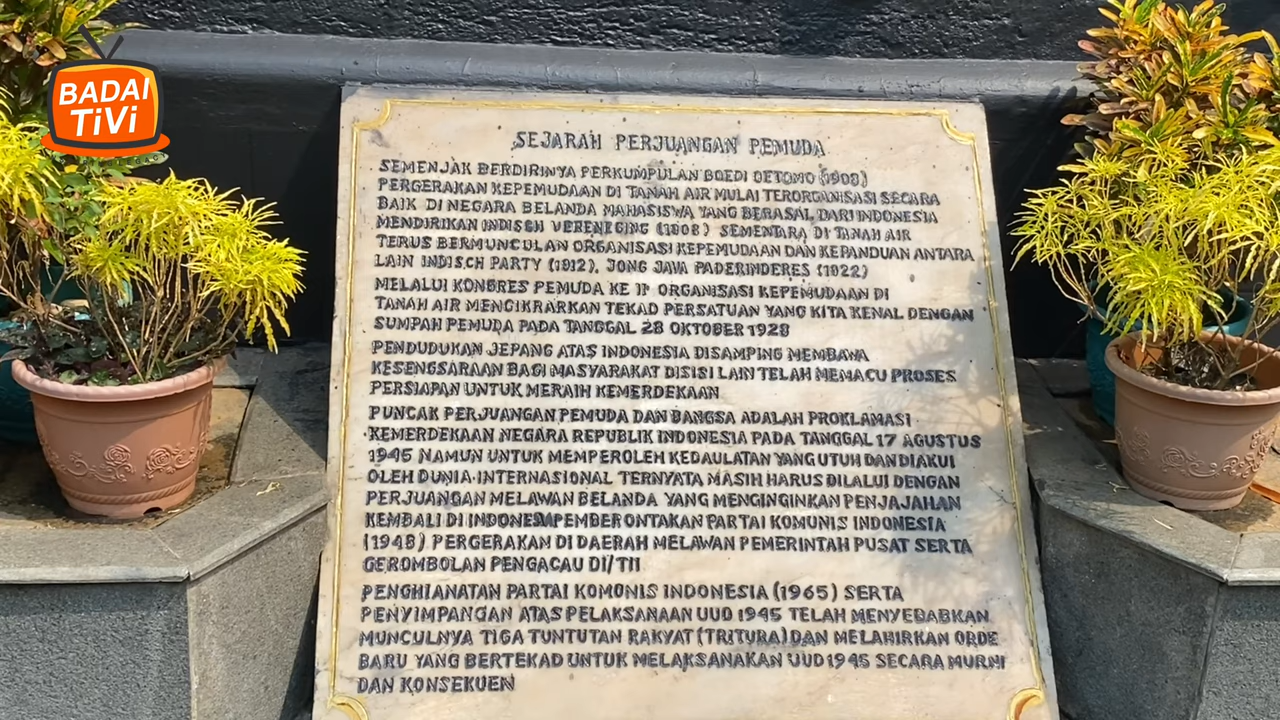 BADAI
TiVi
SEJARAH PERJUANGAN PEMUDA
SEMENJAK BERDIRINYA PERKUMPULAN BOEDI OETOMO (1908)
PERGERAKAN KEPEMUDAAN DI TANAH AIR MULAI TERORGANISASI SECARA
BAIK DI NEGARA BELANDA MAHASISWA YANG BERASAL DARI INDONESIA
MENDIRIKAN INDISCH VERENEGING (1908) SEMENTARA DI TANAH AIR
TERUS BERMUNCULAN ORGANISASI KEPEMUDAAN DAN KEPANDUAN ANTARA
LAIN INDISCH PARTY (1912), JONG JAVA PADERINDERES (1922)
MELALUI KONGRES PEMUDA KE II ORGANISASI KEPEMUDAAN DI
TANAH AIR MENGIKRARKAN TEKAD PERSATUAN YANG KITA KENAL DENGAN
SUMPAH PEMUDA PADA TANGGAL 28 OKTOBER 1928
PENDUDUKAN JEPANG ATAS INDONESIA DISAMPING MEMBAWA
KESENGSARAAN BAGI MASYARAKAT DISISI LAIN TELAH MEMACU PROSES
PERSIAPAN UNTUK MERAIH KEMERDEKAAN
PUNCAK PERJUANGAN PEMUDA DAN BANGSA ADALAH PROKLAMASI
KEMERDEKAAN NEGARA REPUBLIK INDONESIA PADA TANGGAL 17 AGUSTUS
1945 NAMUN UNTUK MEMPEROLEH KEDAULATAN YANG UTUH DAN DIAKUI
OLEH DUNIA INTERNASIONAL TERNYATA MASIH HARUS DILALUI DENGAN
PERJUANGAN MELAWAN BELANDA YANG MENGINGINKAN PENJAJAHAN
KEMBALI DI PEMBERONTAKAN PARTAI KOMUNIS INDONESIA
(1948) PERGERAKAN DI DAERAH MELAWAN PEMERINTAH PUSAT SERTA
GEROMBOLAN PENGACAU DI/TII
PENGHIANATAN PARTAI KOMONIS INDONESIA (1965) SERTA
PENYIMPANGAN ATAS PELAKSANAAN UUD 1945 TELAH MENYEBABKAN
MUNCULNYA TIGA TUNTUTAN RAKYAT (TRITURA) DAN MELAHIRKAN ORDE
BARU YANG BERTEKAD UNTUK MELAKSANAKAN UUD 1945 SECARA MURNI
DAN KONSEKUEN